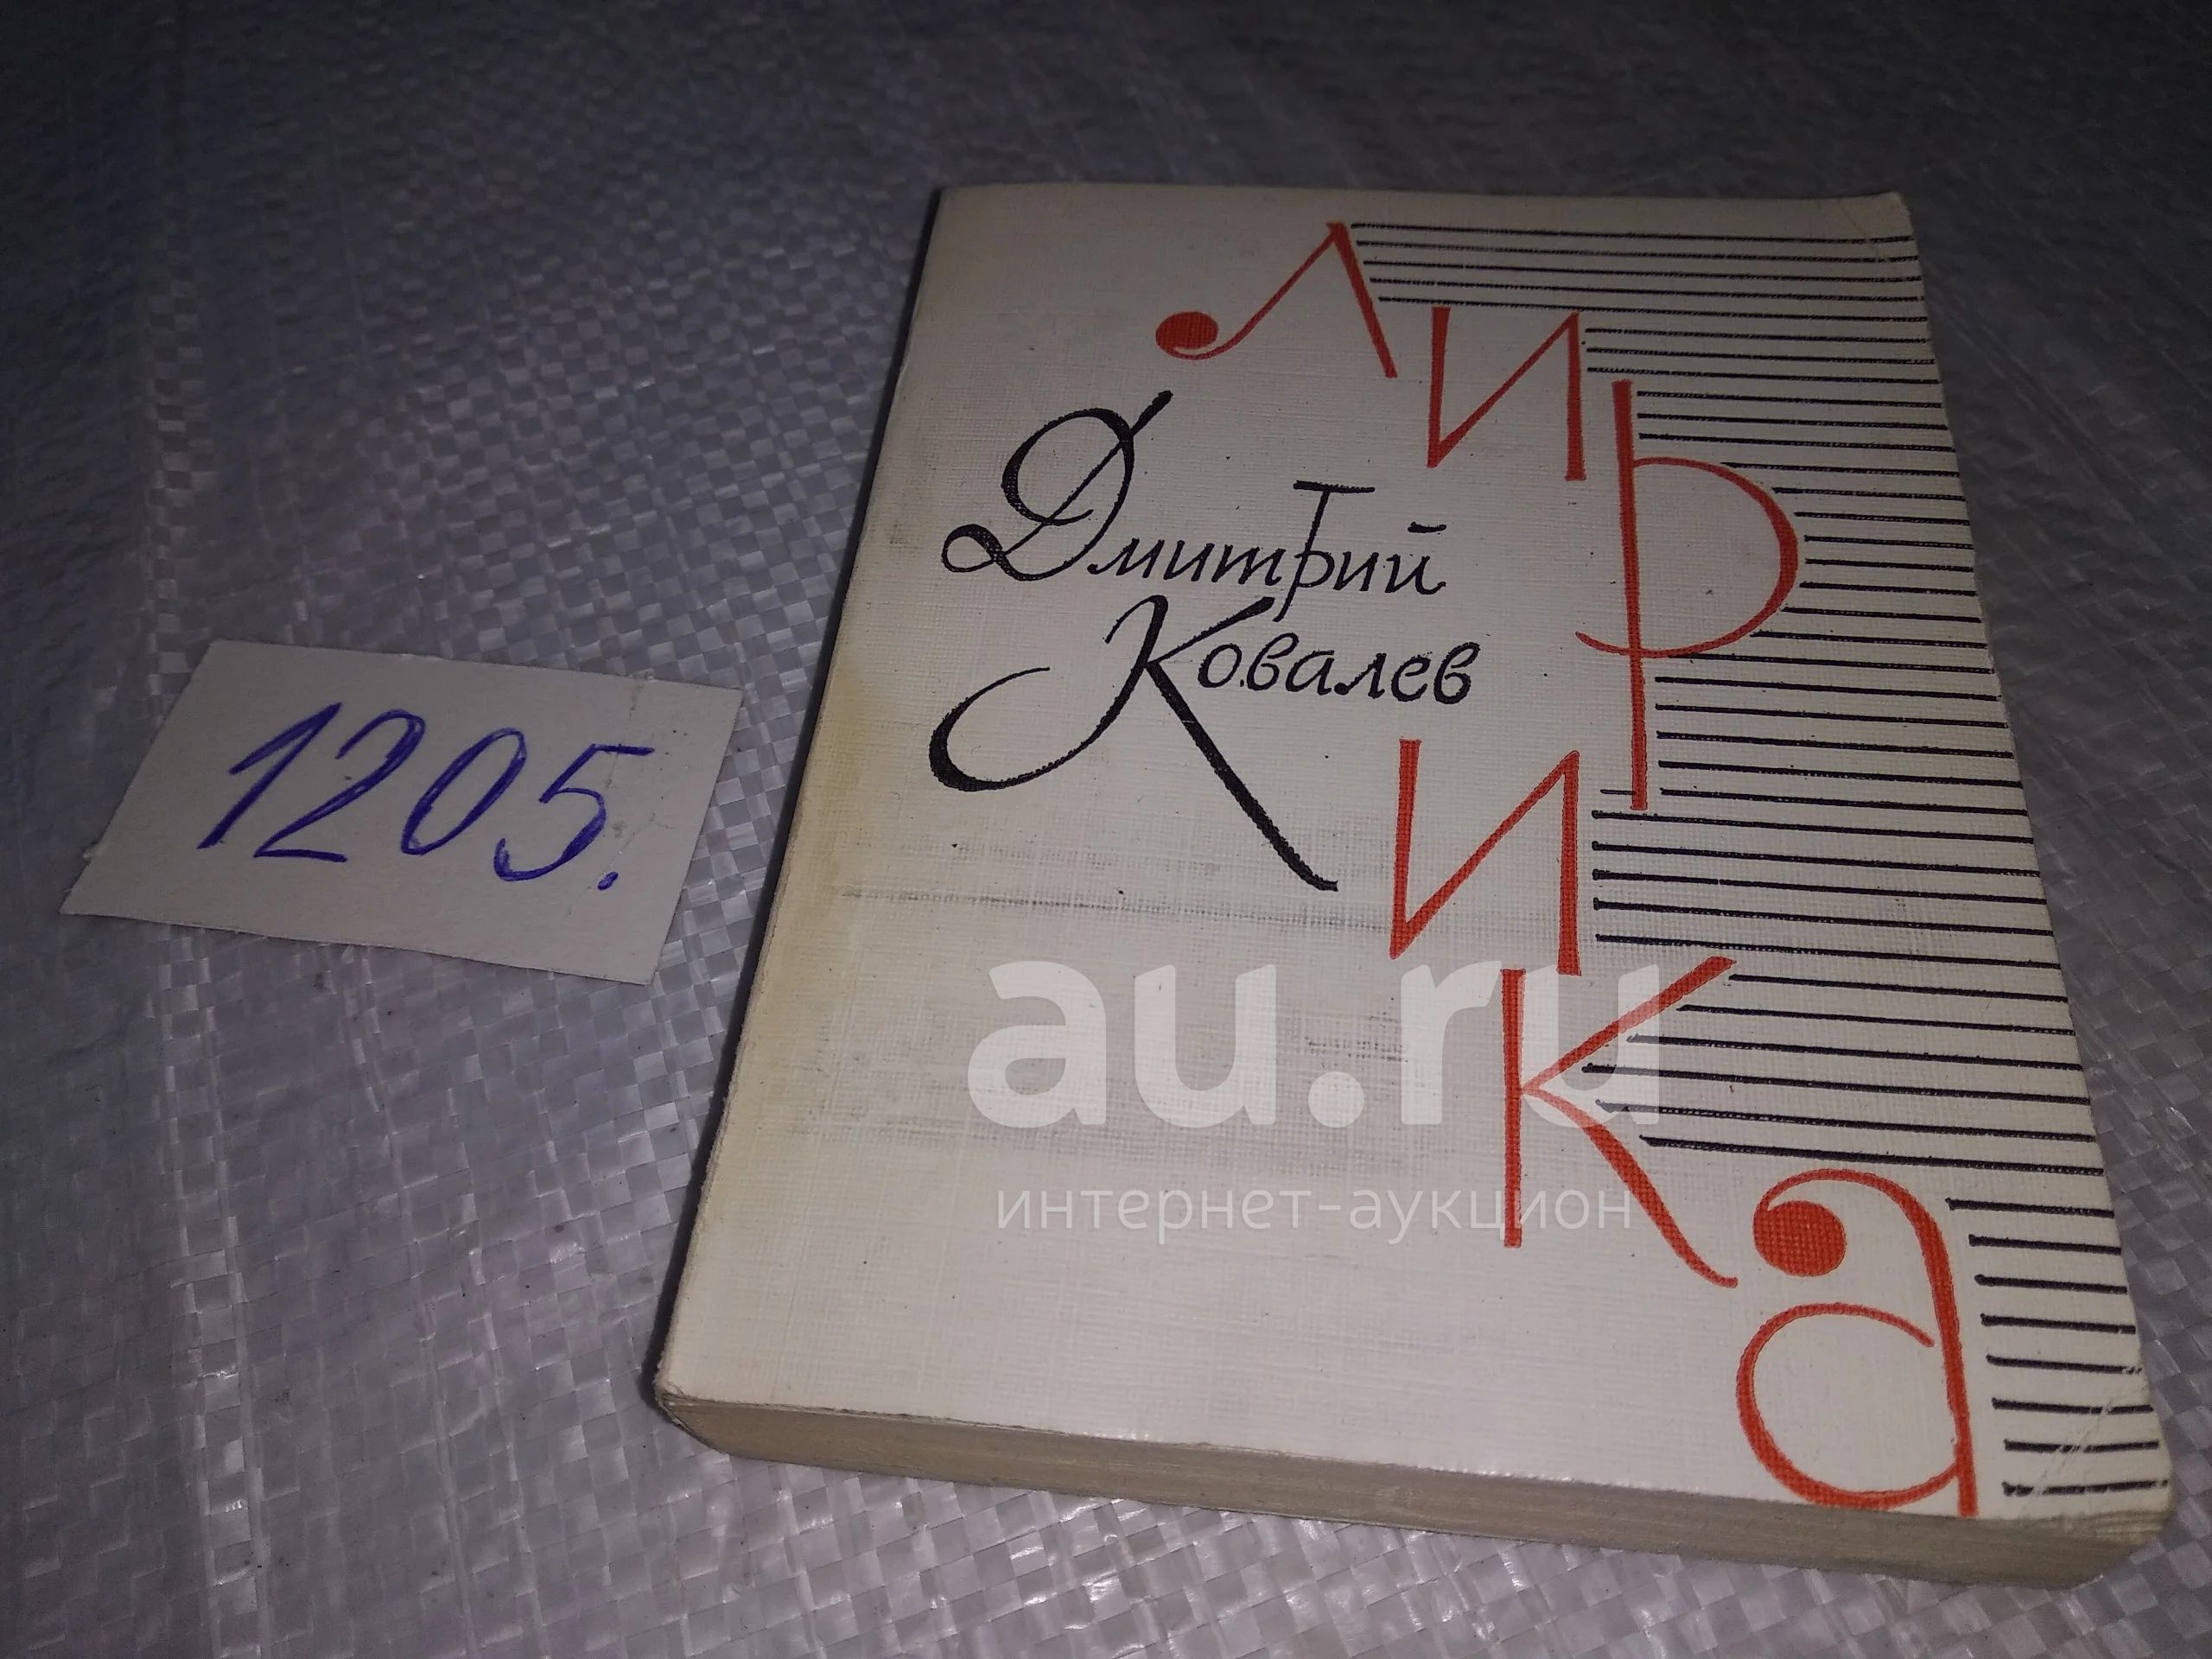 Лирика
Дмитрий
Ковалев
1205.
au.ru
интернет-аукцион